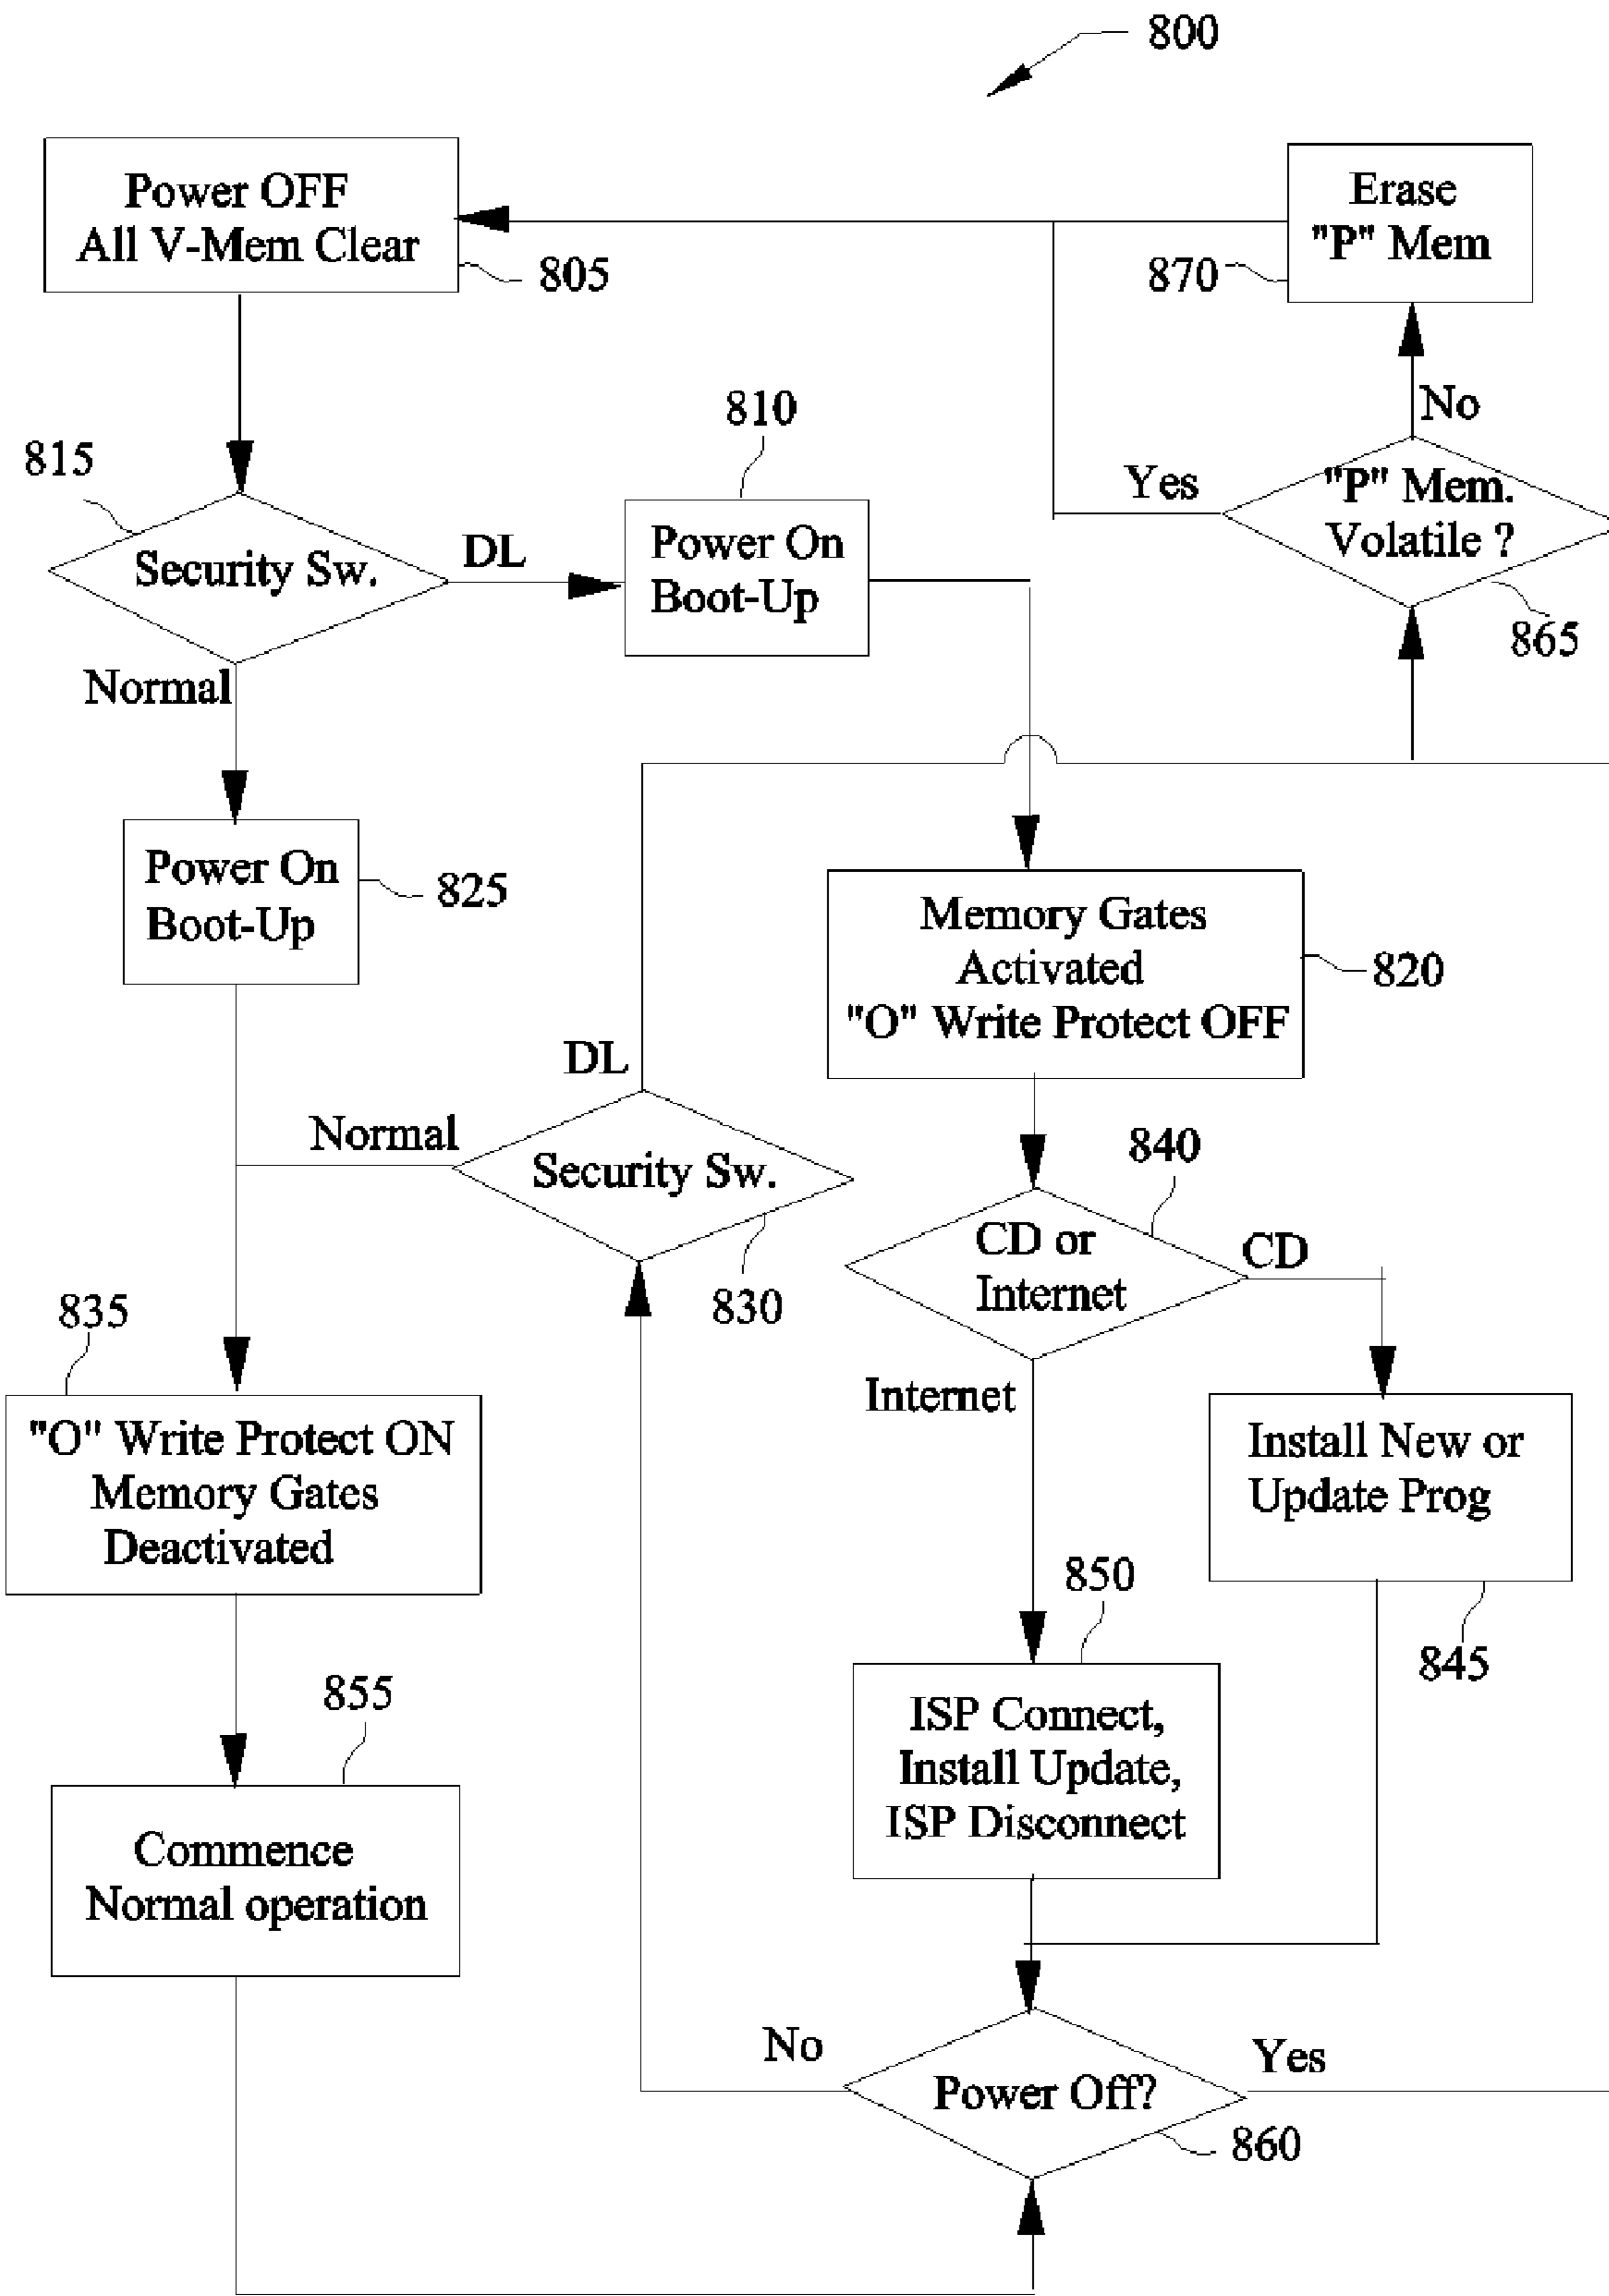 800
Power OFF
All V-Mem Clear
805
Erase
"P" Mem
870
No
810
815
Security Sw.
DL
Power On
Boot-Up
Yes
"P" Mem.
Volatile ?
865
Normal
Power On
Boot-Up
825
Memory Gates
Activated
"O" Write Protect OFF
820
DL
Normal
Security Sw.
830
840
CD or
Internet
CD
Internet
835
"O" Write Protect ON
Memory Gates
Deactivated
Install New or
Update Prog
845
850
ISP Connect,
Install Update,
ISP Disconnect
855
Commence
Normal operation
No
Power Off?
Yes
860